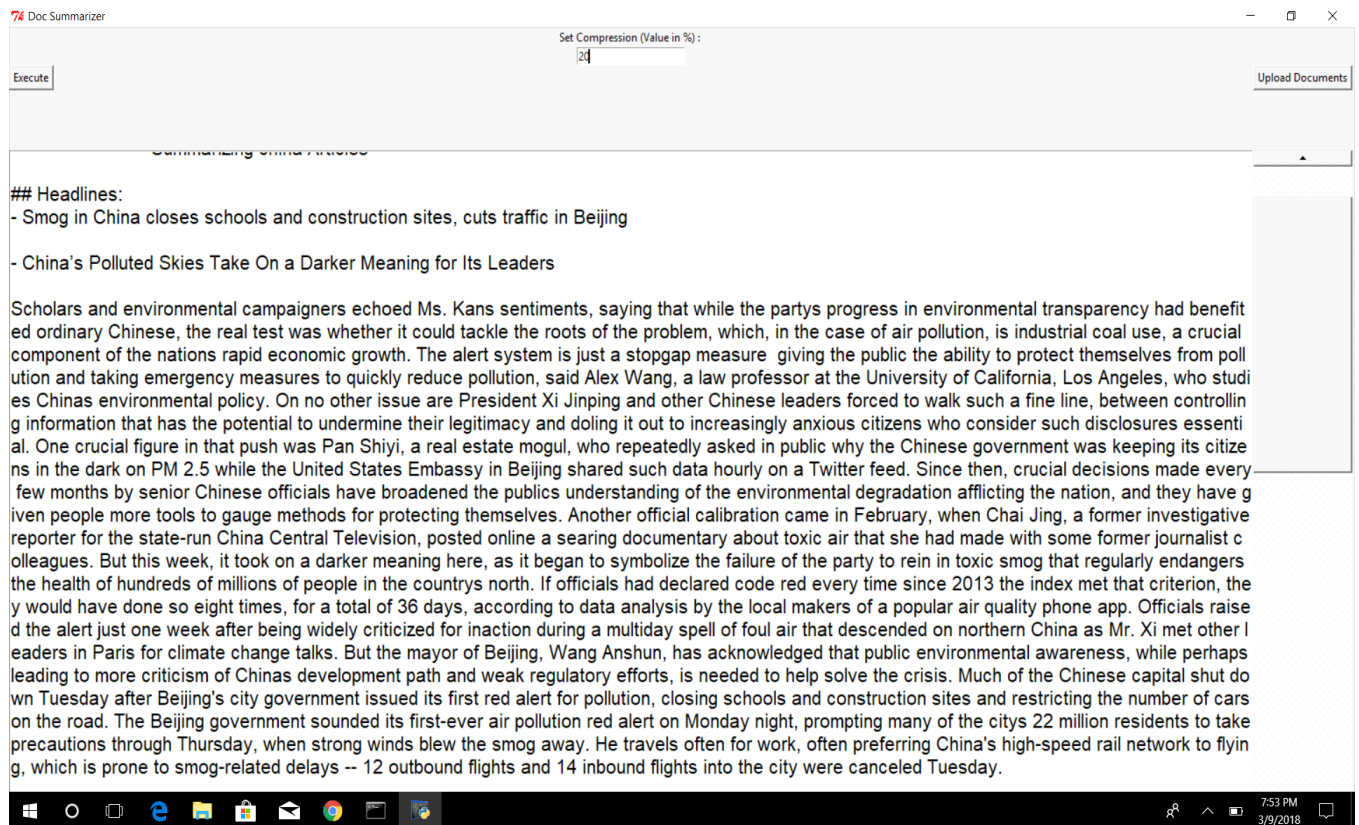 Doc Summarizer
Set Compression (Value in %) :
20
Execute
Upload Documents
Summarizing china Articles
## Headlines:
- Smog in China closes schools and construction sites, cuts traffic in Beijing
- China’s Polluted Skies Take On a Darker Meaning for Its Leaders
Scholars and environmental campaigners echoed Ms. Kans sentiments, saying that while the partys progress in environmental transparency had benefit
ed ordinary Chinese, the real test was whether it could tackle the roots of the problem, which, in the case of air pollution, is industrial coal use, a crucial
component of the nations rapid economic growth. The alert system is just a stopgap measure  giving the public the ability to protect themselves from poll
ution and taking emergency measures to quickly reduce pollution, said Alex Wang, a law professor at the University of California, Los Angeles, who studi
es Chinas environmental policy. On no other issue are President Xi Jinping and other Chinese leaders forced to walk such a fine line, between controllin
g information that has the potential to undermine their legitimacy and doling it out to increasingly anxious citizens who consider such disclosures essenti
al. One crucial figure in that push was Pan Shiyi, a real estate mogul, who repeatedly asked in public why the Chinese government was keeping its citize
ns in the dark on PM 2.5 while the United States Embassy in Beijing shared such data hourly on a Twitter feed. Since then, crucial decisions made every
few months by senior Chinese officials have broadened the publics understanding of the environmental degradation afflicting the nation, and they have g
iven people more tools to gauge methods for protecting themselves. Another official calibration came in February, when Chai Jing, a former investigative
reporter for the state-run China Central Television, posted online a searing documentary about toxic air that she had made with some former journalist c
olleagues. But this week, it took on a darker meaning here, as it began to symbolize the failure of the party to rein in toxic smog that regularly endangers
the health of hundreds of millions of people in the countrys north. If officials had declared code red every time since 2013 the index met that criterion, the
y would have done so eight times, for a total of 36 days, according to data analysis by the local makers of a popular air quality phone app. Officials raise
d the alert just one week after being widely criticized for inaction during a multiday spell of foul air that descended on northern China as Mr. Xi met other l
eaders in Paris for climate change talks. But the mayor of Beijing, Wang Anshun, has acknowledged that public environmental awareness, while perhaps
leading to more criticism of Chinas development path and weak regulatory efforts, is needed to help solve the crisis. Much of the Chinese capital shut do
wn Tuesday after Beijing's city government issued its first red alert for pollution, closing schools and construction sites and restricting the number of cars
on the road. The Beijing government sounded its first-ever air pollution red alert on Monday night, prompting many of the citys 22 million residents to take
precautions through Thursday, when strong winds blew the smog away. He travels often for work, often preferring China's high-speed rail network to flyin
g, which is prone to smog-related delays -- 12 outbound flights and 14 inbound flights into the city were canceled Tuesday.
7:53 PM
3/9/2018